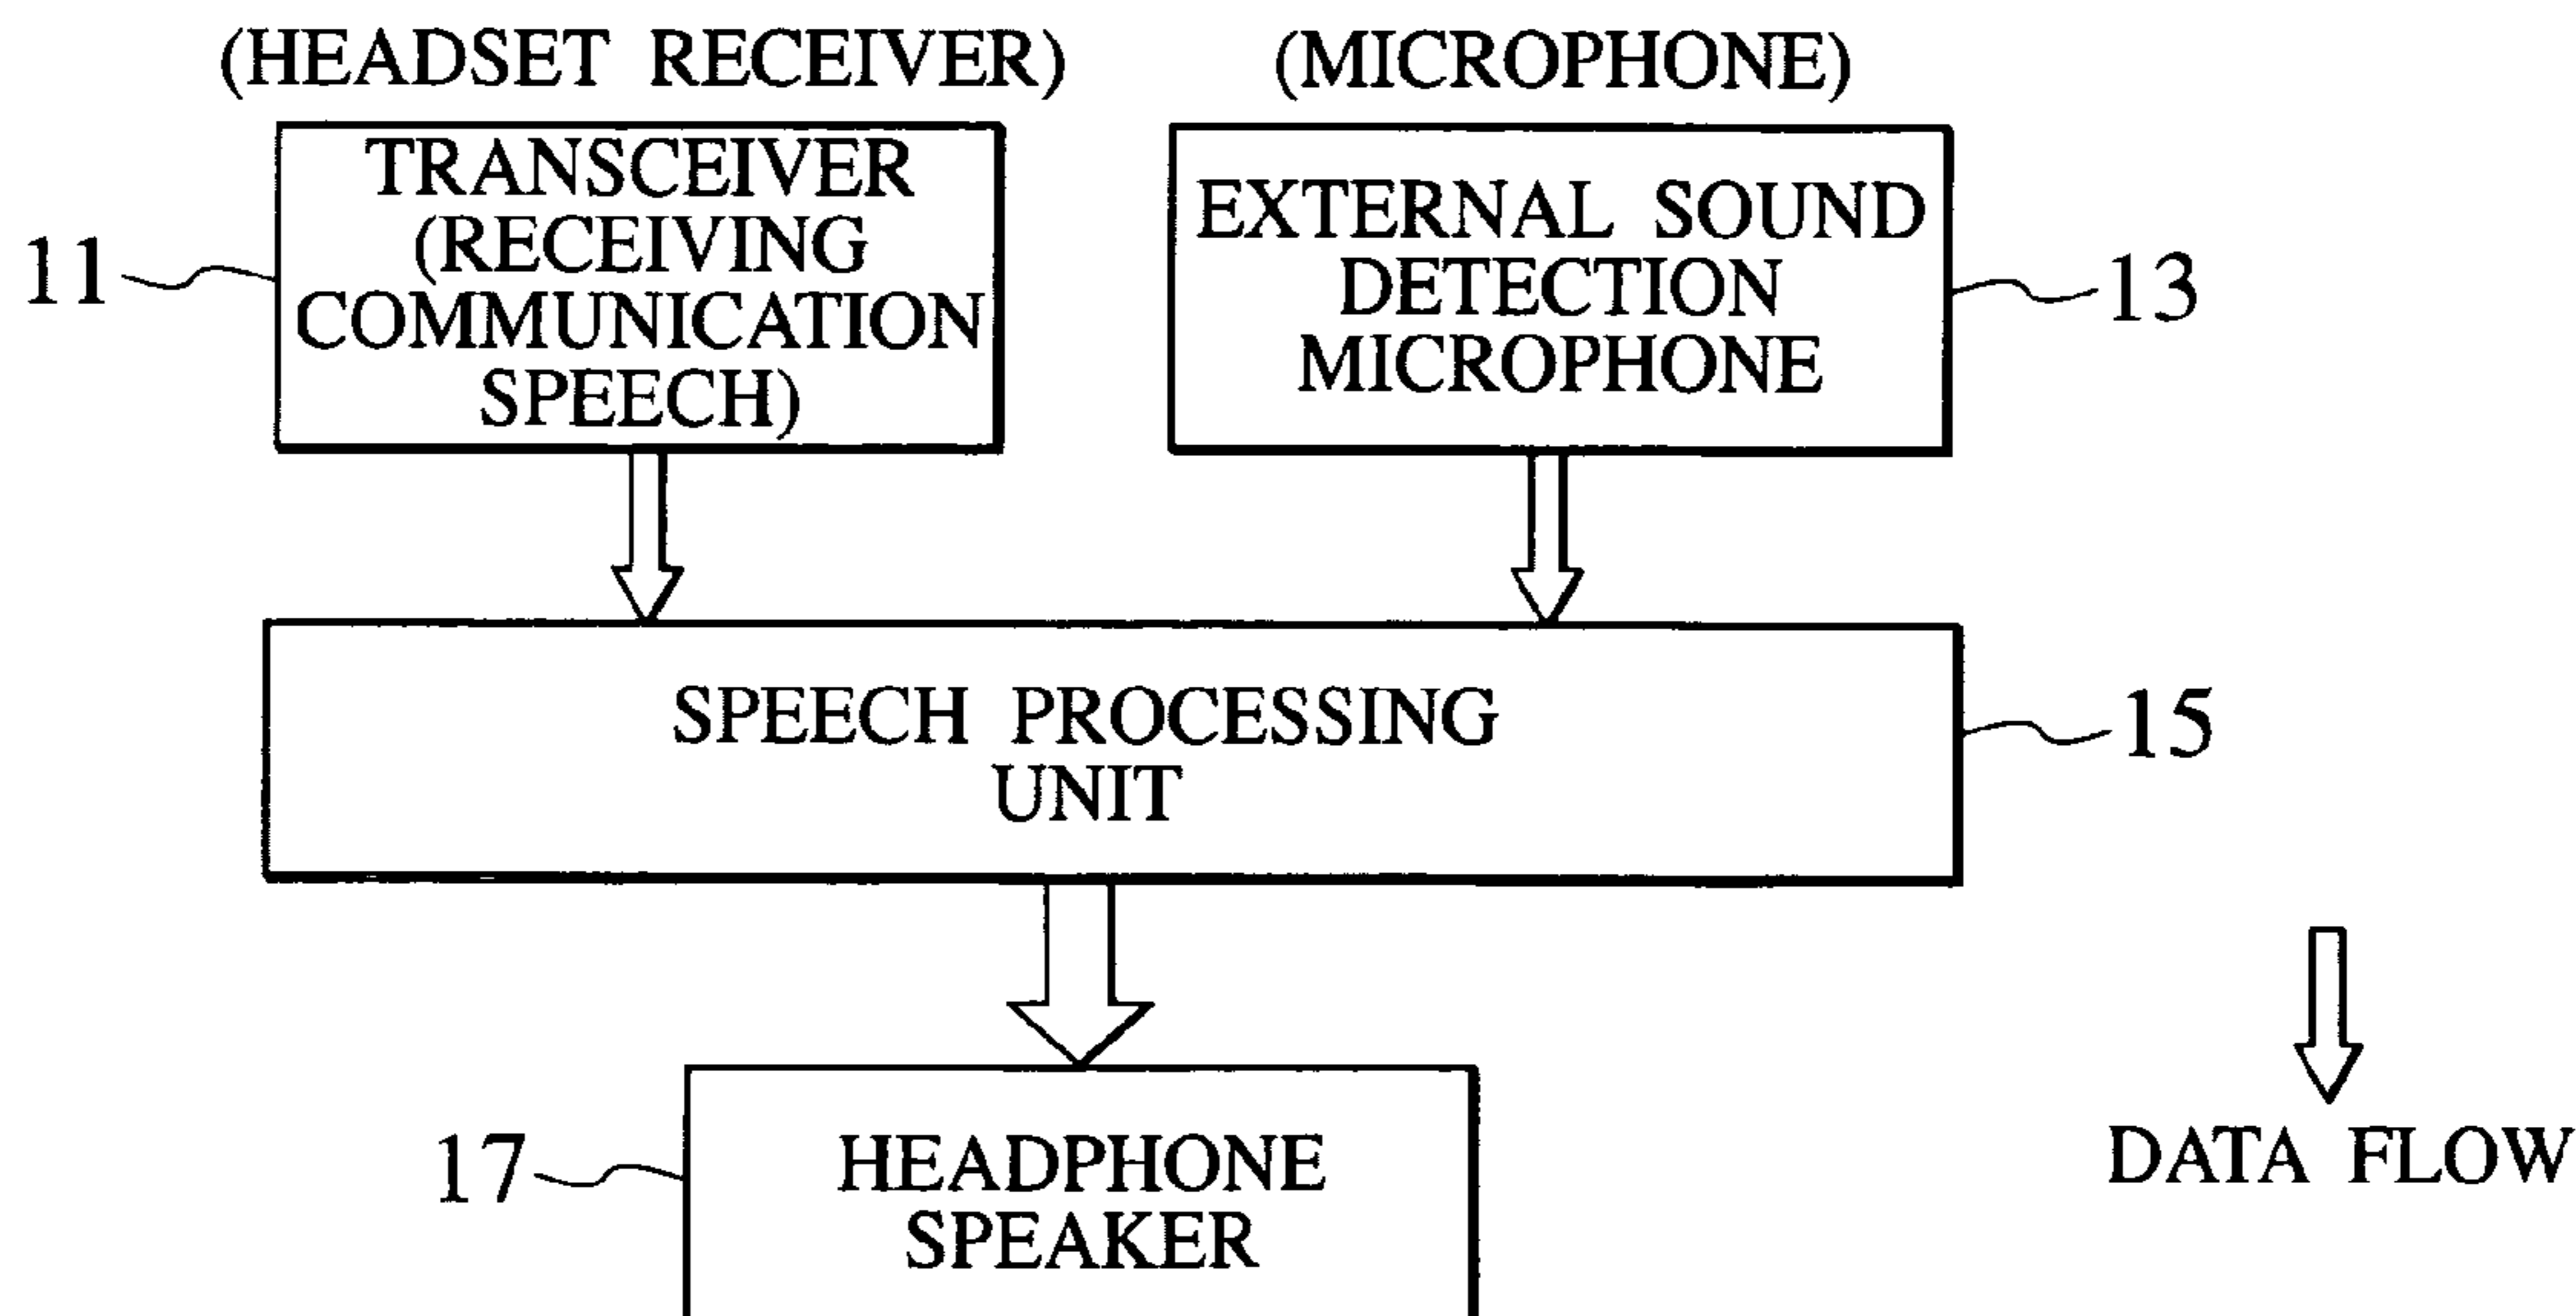 (HEADSET RECEIVER)
(MICROPHONE)
TRANSCEIVER
(RECEIVING
COMMUNICATION
SPEECH)
11
EXTERNAL SOUND
DETECTION
MICROPHONE
13
SPEECH PROCESSING
UNIT
15
HEADPHONE
SPEAKER
17
DATA FLOW